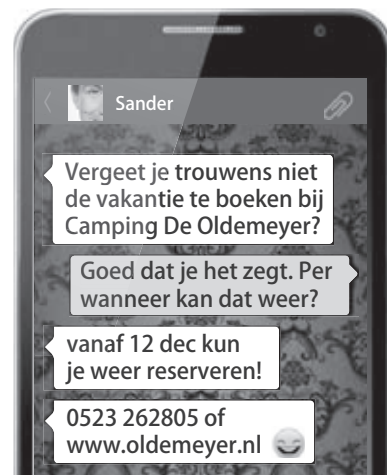 Sander
Vergeet je trouwens niet
de vakantie te boeken bij
Camping De Oldemeyer?
Goed dat je het zegt. Per
wanneer kan dat weer?
vanaf 12 dec kun
je weer reserveren!
0523 262805 of
www.oldemeyer.nl